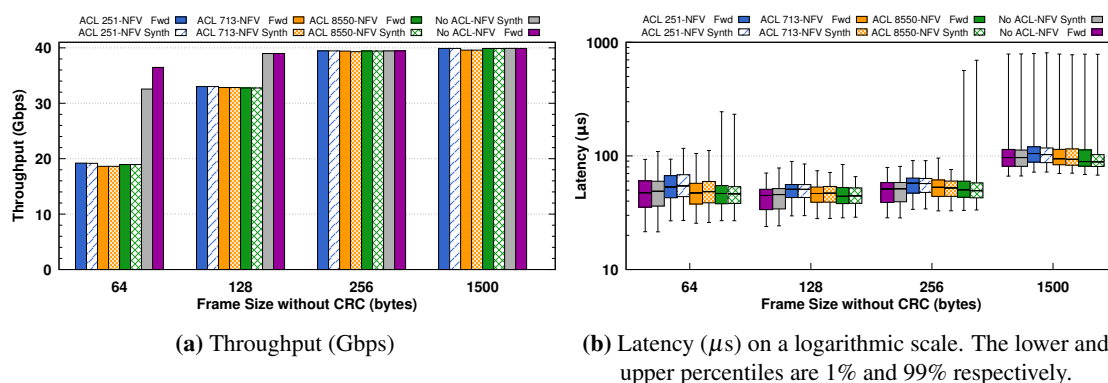 ACL 251-NFV Fwd ACL 713-NFV Fwd ACL 8550-NFV Fwd No ACL-NFV Synth
ACL 251-NFV Synth ACL 713-NFV Synth ACL 8550-NFV Synth No ACL-NFV Fwd
40
30
20
10
0
Throughput (Gbps)
64 128 256 1500
Frame Size without CRC (bytes)
(a) Throughput (Gbps)
ACL 251-NFV Fwd ACL 713-NFV Fwd ACL 8550-NFV Fwd No ACL-NFV Synth
ACL 251-NFV Synth ACL 713-NFV Synth ACL 8550-NFV Synth No ACL-NFV Fwd
1000
100
10
Latency (µs)
64 128 256 1500
Frame Size without CRC (bytes)
(b) Latency (µs) on a logarithmic scale. The lower and
upper percentiles are 1% and 99% respectively.